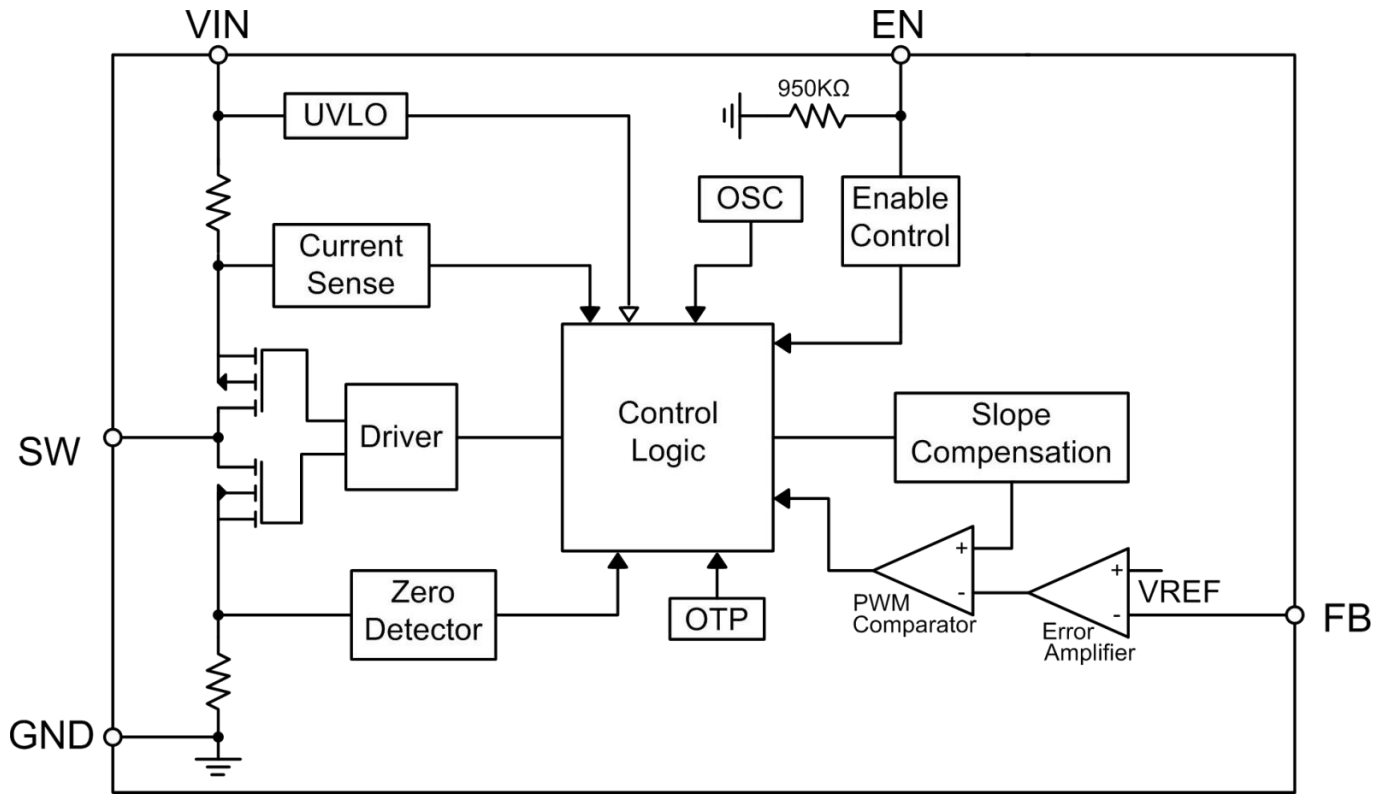 VIN
EN
950KΩ
UVLO
OSC
Enable
Control
Current
Sense
Control
Logic
Slope
Compensation
Driver
SW
+
-
PWM
Comparator
+
VREF
-
Error
Amplifier
FB
Zero
Detector
OTP
GND